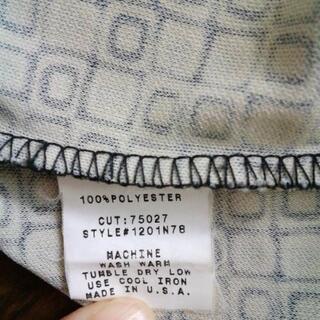 100%POLYESTER
CUT:75027
STYLE#1201N78
MACHINE
WASH WARM
TUMBLE DRY LOW
USE COOL IRON
MADE IN U.S.A.